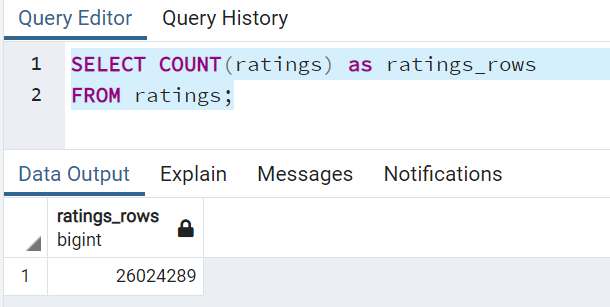 Query Editor Query History
1 SELECT COUNT(ratings) as ratings_rows
2 FROM ratings;
Data Output Explain Messages Notifications
ratings_rows
bigint
1 26024289